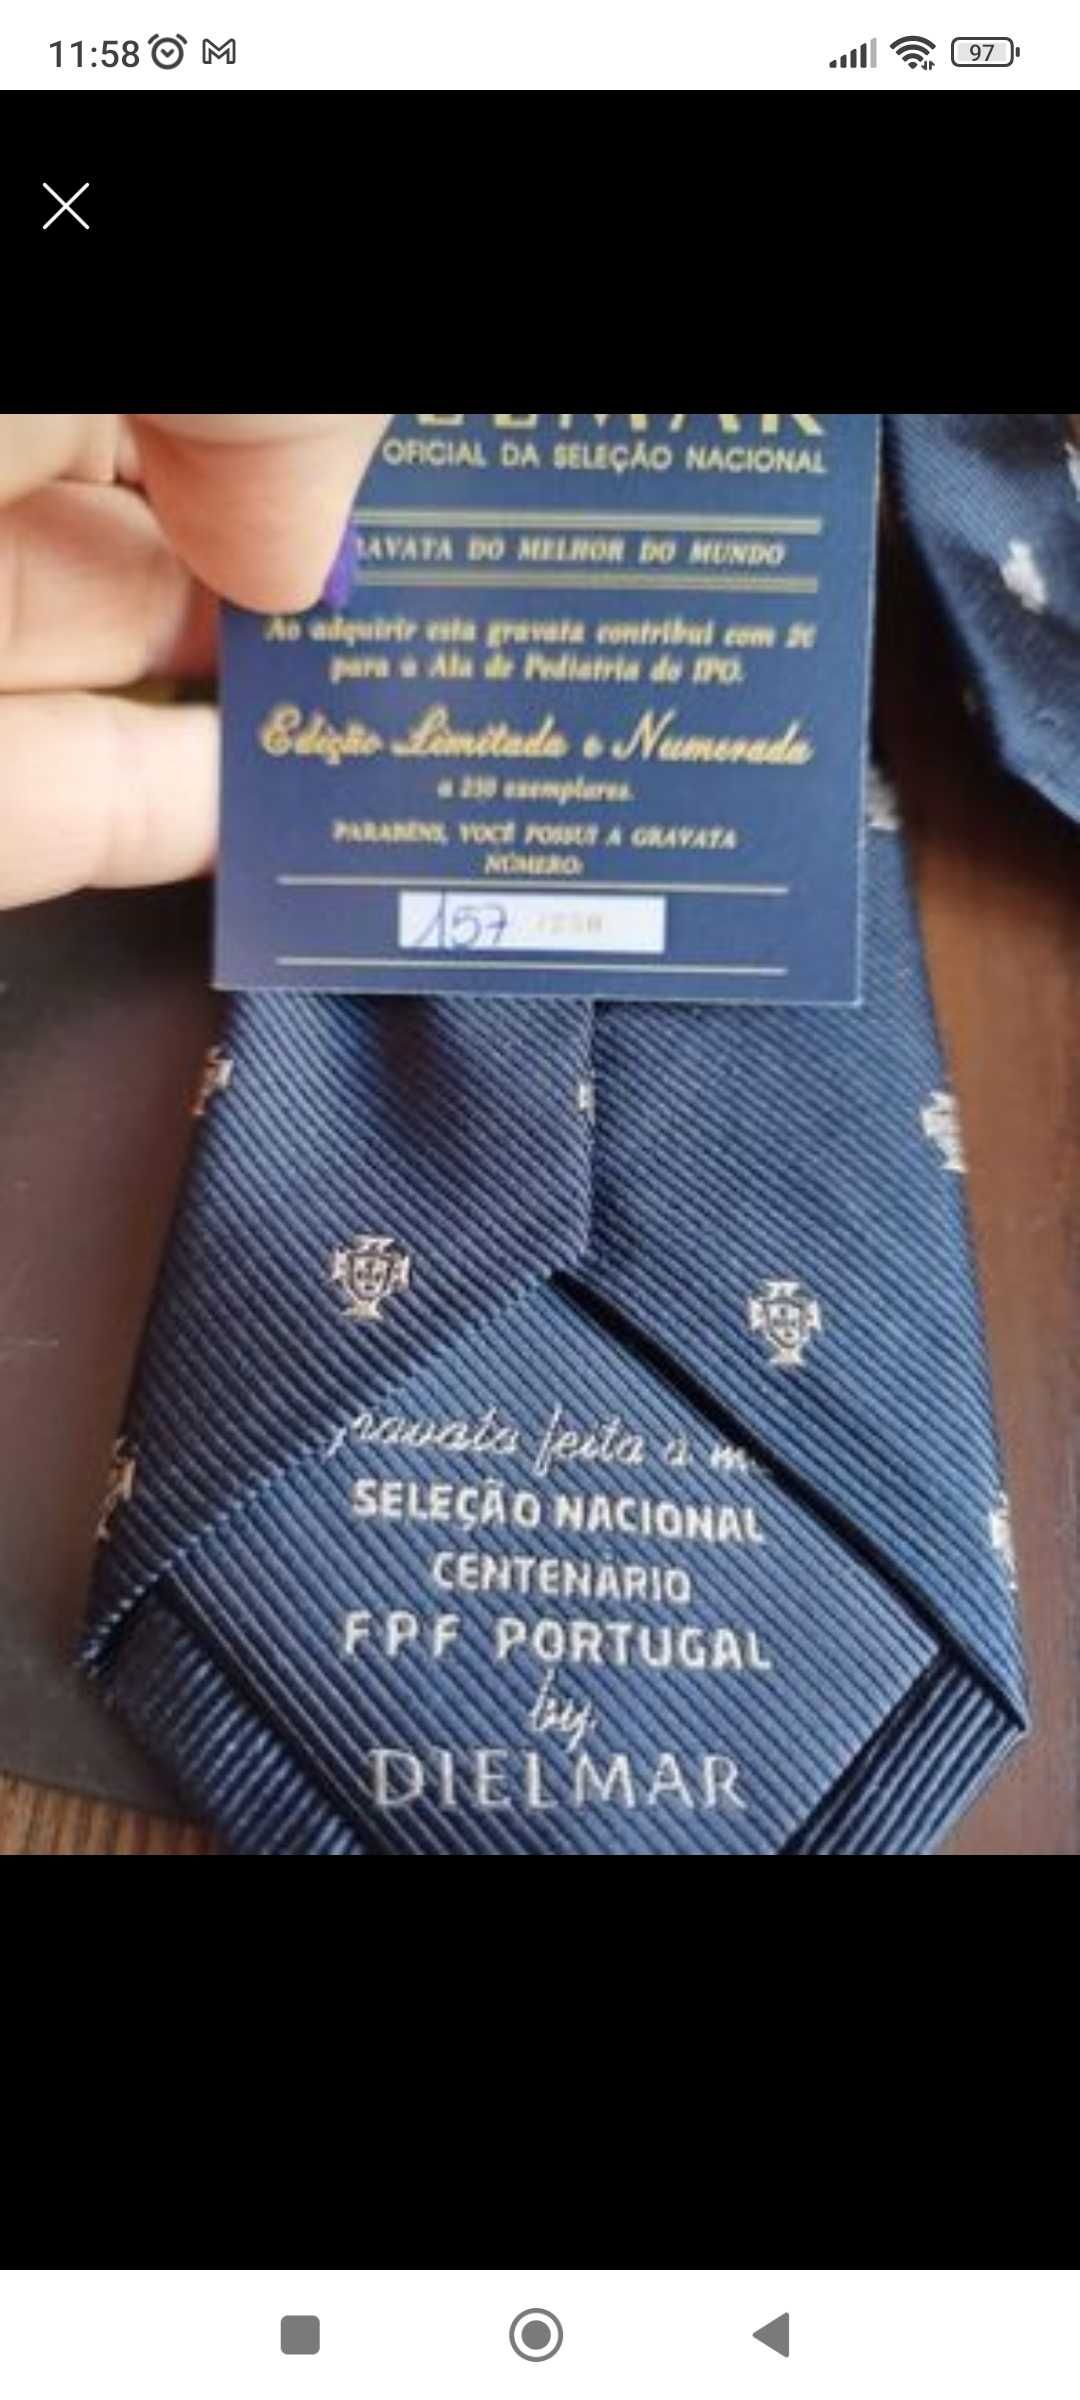 11:58
97
OFICIAL DA SELEÇÃO NACIONAL
DO MELHOR DO MUNDO
Ao adquirir esta gravata contribui com 2€
para a Ala de Pediatria do IPO.
Edição Limitada e Numerada
a 250 exemplares.
PARABÉNS, VOCÊ POSSUI A GRAVATA
NÚMERO:
157 /250
feita à
SELEÇÃO NACIONAL
CENTENÁRIO
FPF PORTUGAL
by
DIELMAR